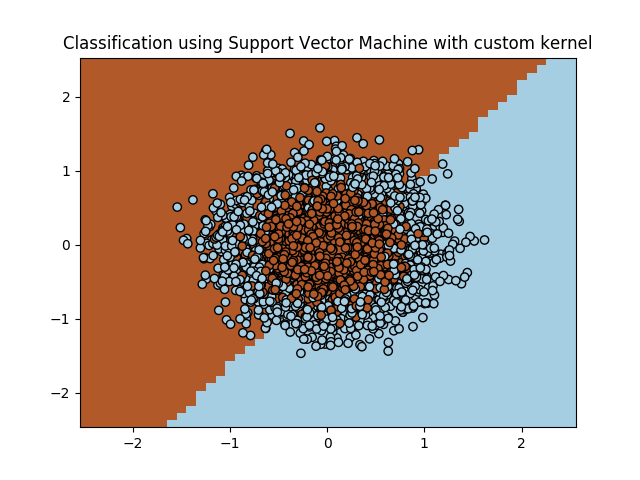 Classification using Support Vector Machine with custom kernel
2
1
0
−1
−2
−2 −1 0 1 2